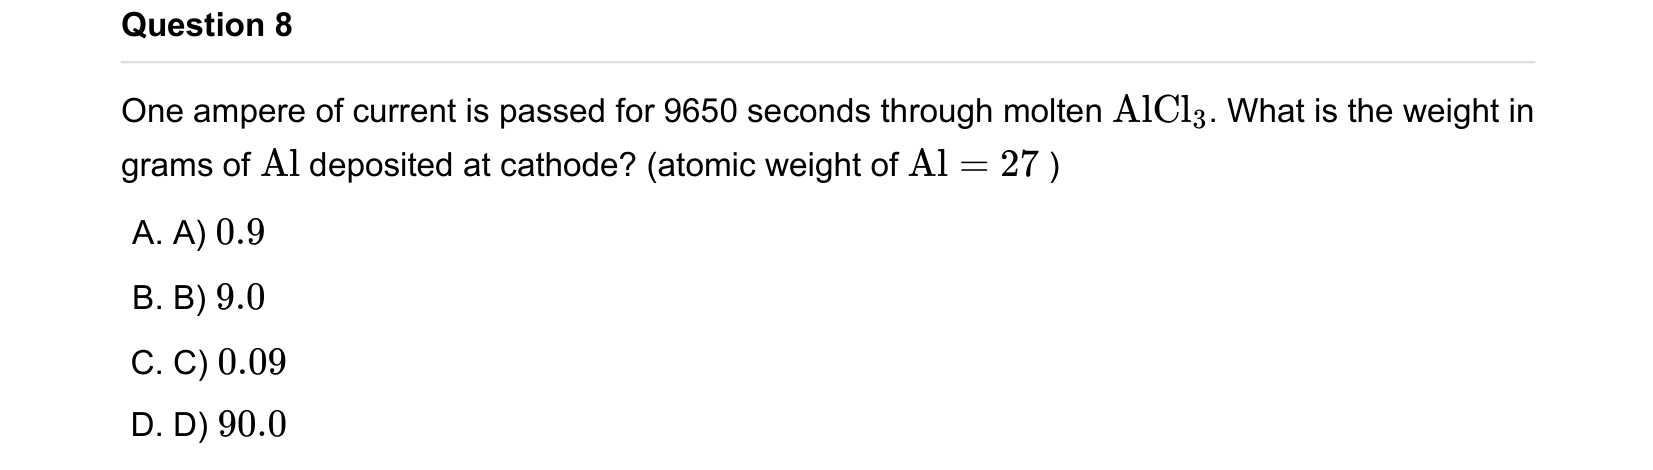 Question 8
One ampere of current is passed for 9650 seconds through molten AlCl₃. What is the weight in
grams of Al deposited at cathode? (atomic weight of Al = 27 )
A. A) 0.9
B. B) 9.0
C. C) 0.09
D. D) 90.0